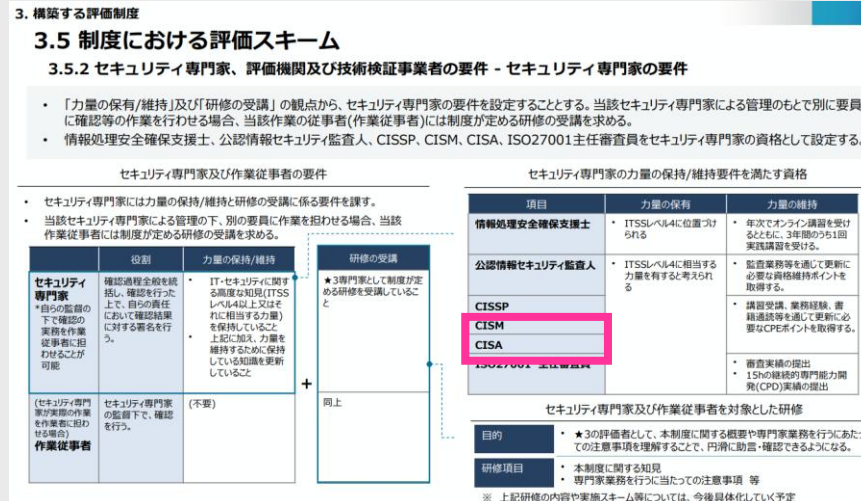 3. 構築する評価制度
3.5 制度における評価スキーム
3.5.2 セキュリティ専門家、評価機関及び技術検証事業者の要件 - セキュリティ専門家の要件
• 「力量の保有/維持」及び「研修の受講」の観点から、セキュリティ専門家の要件を設定することとする。当該セキュリティ専門家による管理のもとで別に要員
に確認等の作業を行わせる場合、当該作業の従事者(作業従事者)には制度が定める研修の受講を求める。
• 情報処理安全確保支援士、公認情報セキュリティ監査人、CISSP、CISM、CISA、ISO27001主任審査員をセキュリティ専門家の資格として設定する。
セキュリティ専門家及び作業従事者の要件
• セキュリティ専門家には力量の保持/維持と研修の受講に係る要件を課す。
• 当該セキュリティ専門家による管理の下、別の要員に作業を担わせる場合、当該
作業従事者には制度が定める研修の受講を求める。
役割
力量の保持/維持
研修の受講
セキュリティ
専門家
*自らの監督の
下で確認の
実務を作業
従事者に担
わせることが
可能
確認過程全般を統
括し、確認を行った
上で、自らの責任
において確認結果
に対する署名を行
う。
• IT・セキュリティに関す
る高度な知見(ITSS
レベル4以上又はそ
れに相当する力量)
を保持していること
• 上記に加え、力量を
維持するために保持
している知識を更新
していること
+
★3専門家として制度が定
める研修を受講しているこ
と
(セキュリティ専門
家が実際の作業
を作業者に担わ
せる場合)
作業従事者
セキュリティ専門家
の監督下で、確認
を行う。
(不要)
同上
セキュリティ専門家の力量の保持/維持要件を満たす資格
項目
力量の保有
力量の維持
情報処理安全確保支援士
• ITSSレベル4に位置づけ
られる
• 年次でオンライン講習を受け
るとともに、3年間のうち1回
実践講習を受ける。
公認情報セキュリティ監査人
• ITSSレベル4に相当する
力量を有すると考えられ
る
• 監査業務等を通じて更新に
必要な資格維持ポイントを
取得する。
CISSP
CISM
CISA
• 講習受講、業務経験、書
籍通読等を通じて更新に必
要なCPEポイントを取得する。
ISO27001 主任審査員
• 審査実績の提出
• 15hの継続的専門能力開
発(CPD)実績の提出
セキュリティ専門家及び作業従事者を対象とした研修
目的
• ★3の評価者として、本制度に関する概要や専門家業務を行うにあたっ
ての注意事項を理解することで、円滑に助言・確認できるようになる。
研修項目
• 本制度に関する知見
• 専門家業務を行うに当たっての注意事項 等
※ 上記研修の内容や実施スキーム等については、今後具体化していく予定